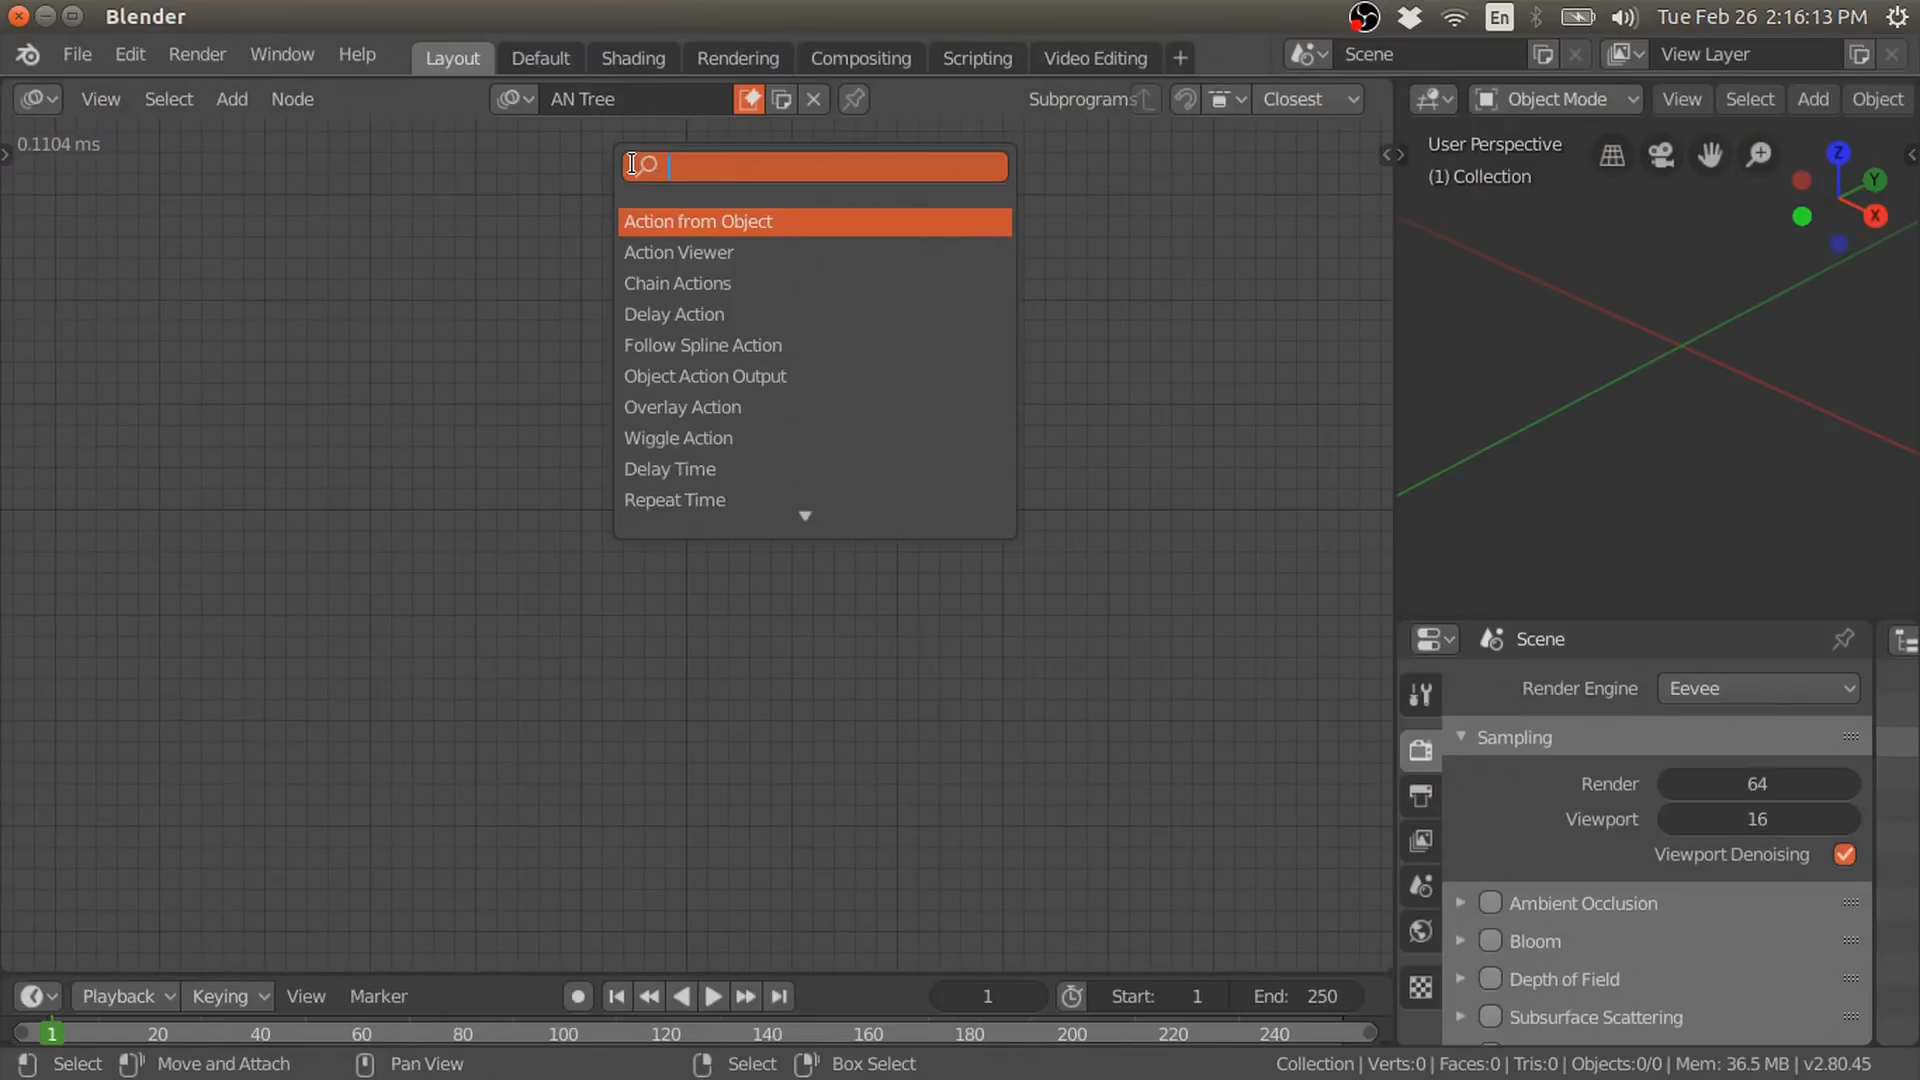 Blender
En
Tue Feb 26 2:16:13 PM
File Edit Render Window Help
Layout Default Shading Rendering Compositing Scripting Video Editing +
Scene
View Layer
View Select Add Node
AN Tree
Subprograms
Closest
Object Mode
View Select Add Object
0.1104 ms
Action from Object
Action Viewer
Chain Actions
Delay Action
Follow Spline Action
Object Action Output
Overlay Action
Wiggle Action
Delay Time
Repeat Time
User Perspective
(1) Collection
Z
Y
X
Scene
Render Engine Eevee
Sampling
Render 64
Viewport 16
Viewport Denoising
Ambient Occlusion
Bloom
Depth of Field
Subsurface Scattering
Playback Keying View Marker
1
Start: 1
End: 250
1 20 40 60 80 100 120 140 160 180 200 220 240
Select Move and Attach Pan View Select Box Select
Collection | Verts:0 | Faces:0 | Tris:0 | Objects:0/0 | Mem: 36.5 MB | v2.80.45